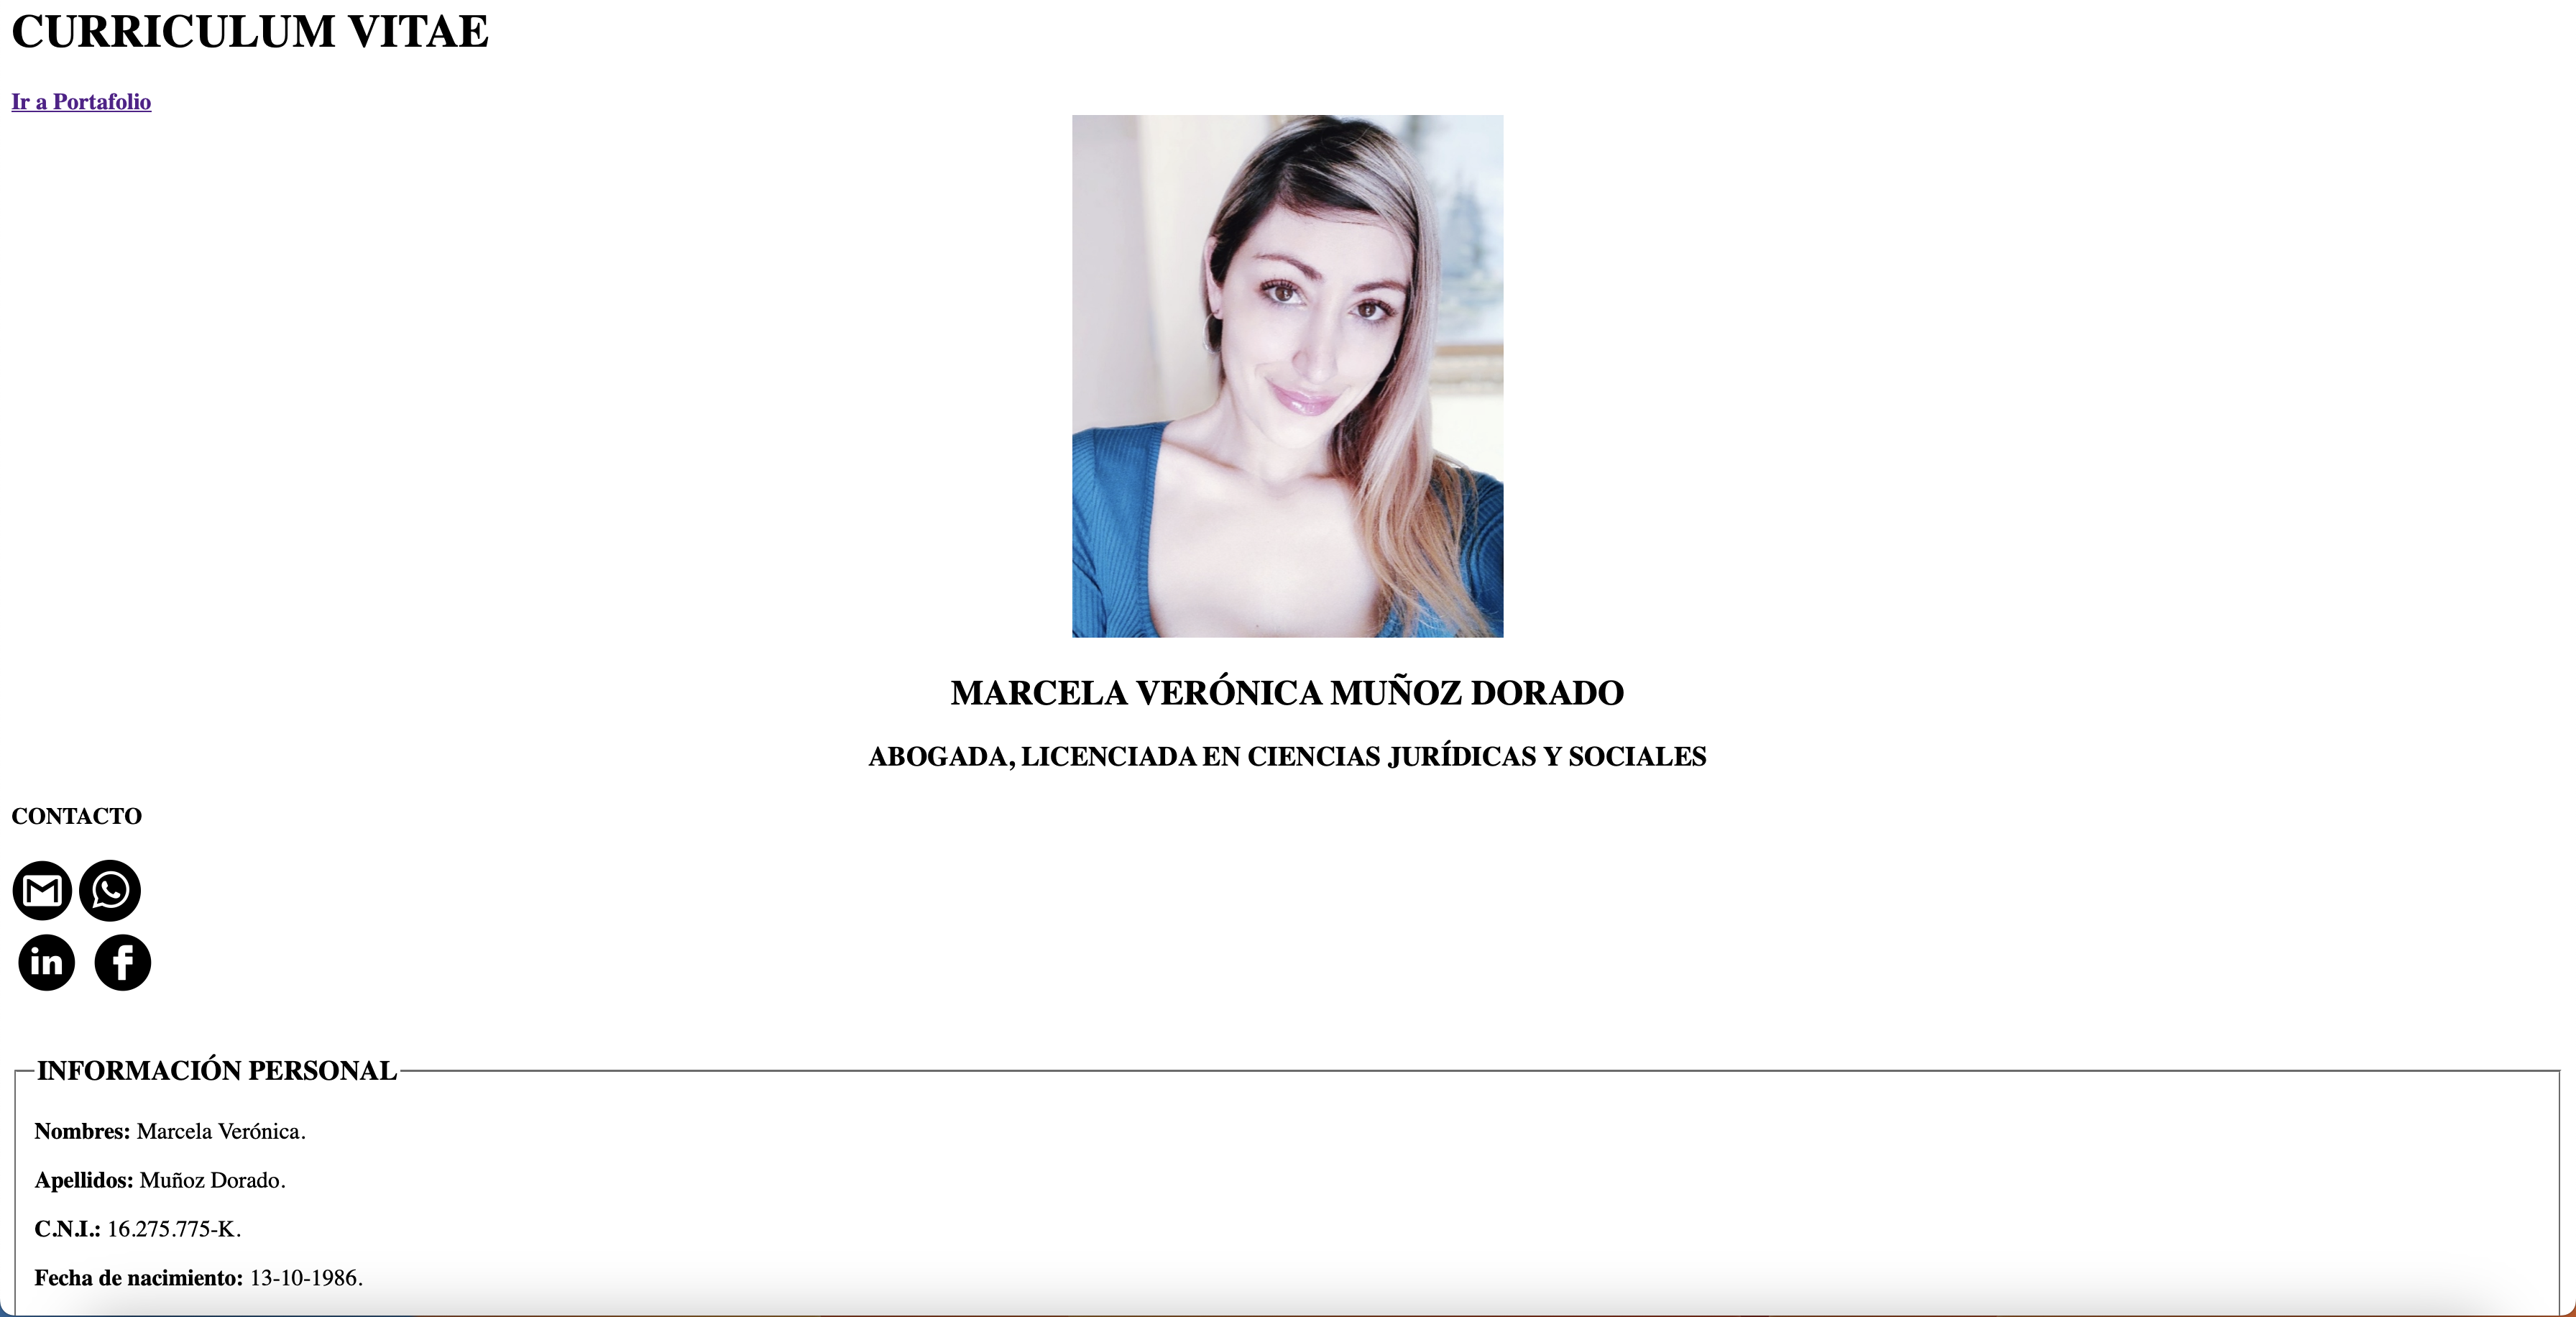 CURRICULUM VITAE
Ir a Portafolio
MARCELA VERÓNICA MUÑOZ DORADO
ABOGADA, LICENCIADA EN CIENCIAS JURÍDICAS Y SOCIALES
CONTACTO
in f
INFORMACIÓN PERSONAL
Nombres: Marcela Verónica.
Apellidos: Muñoz Dorado.
C.N.I.: 16.275.775-K.
Fecha de nacimiento: 13-10-1986.